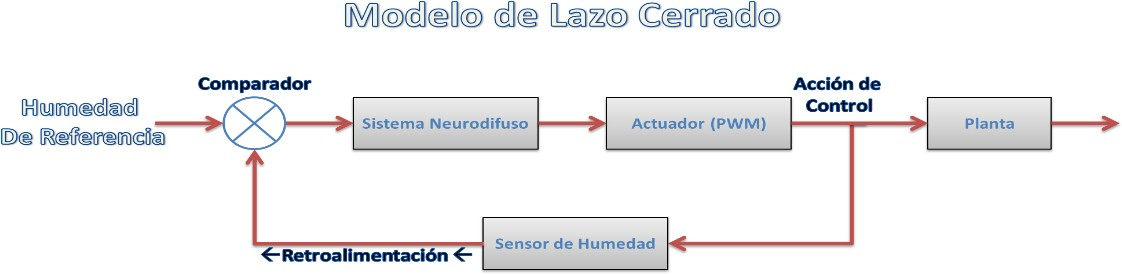 Modelo de Lazo Cerrado
Comparador
Acción de
Control
Humedad
De Referencia
Sistema Neurodifuso
Actuador (PWM)
Planta
Sensor de Humedad
←Retroalimentación ←